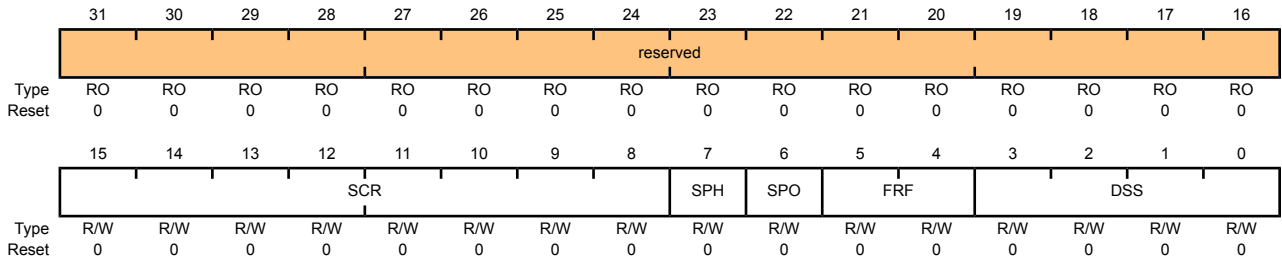 31 30 29 28 27 26 25 24 23 22 21 20 19 18 17 16
reserved
Type RO RO RO RO RO RO RO RO RO RO RO RO RO RO RO RO
Reset 0 0 0 0 0 0 0 0 0 0 0 0 0 0 0 0
15 14 13 12 11 10 9 8 7 6 5 4 3 2 1 0
SCR SPH SPO FRF DSS
Type R/W R/W R/W R/W R/W R/W R/W R/W R/W R/W R/W R/W R/W R/W R/W R/W
Reset 0 0 0 0 0 0 0 0 0 0 0 0 0 0 0 0